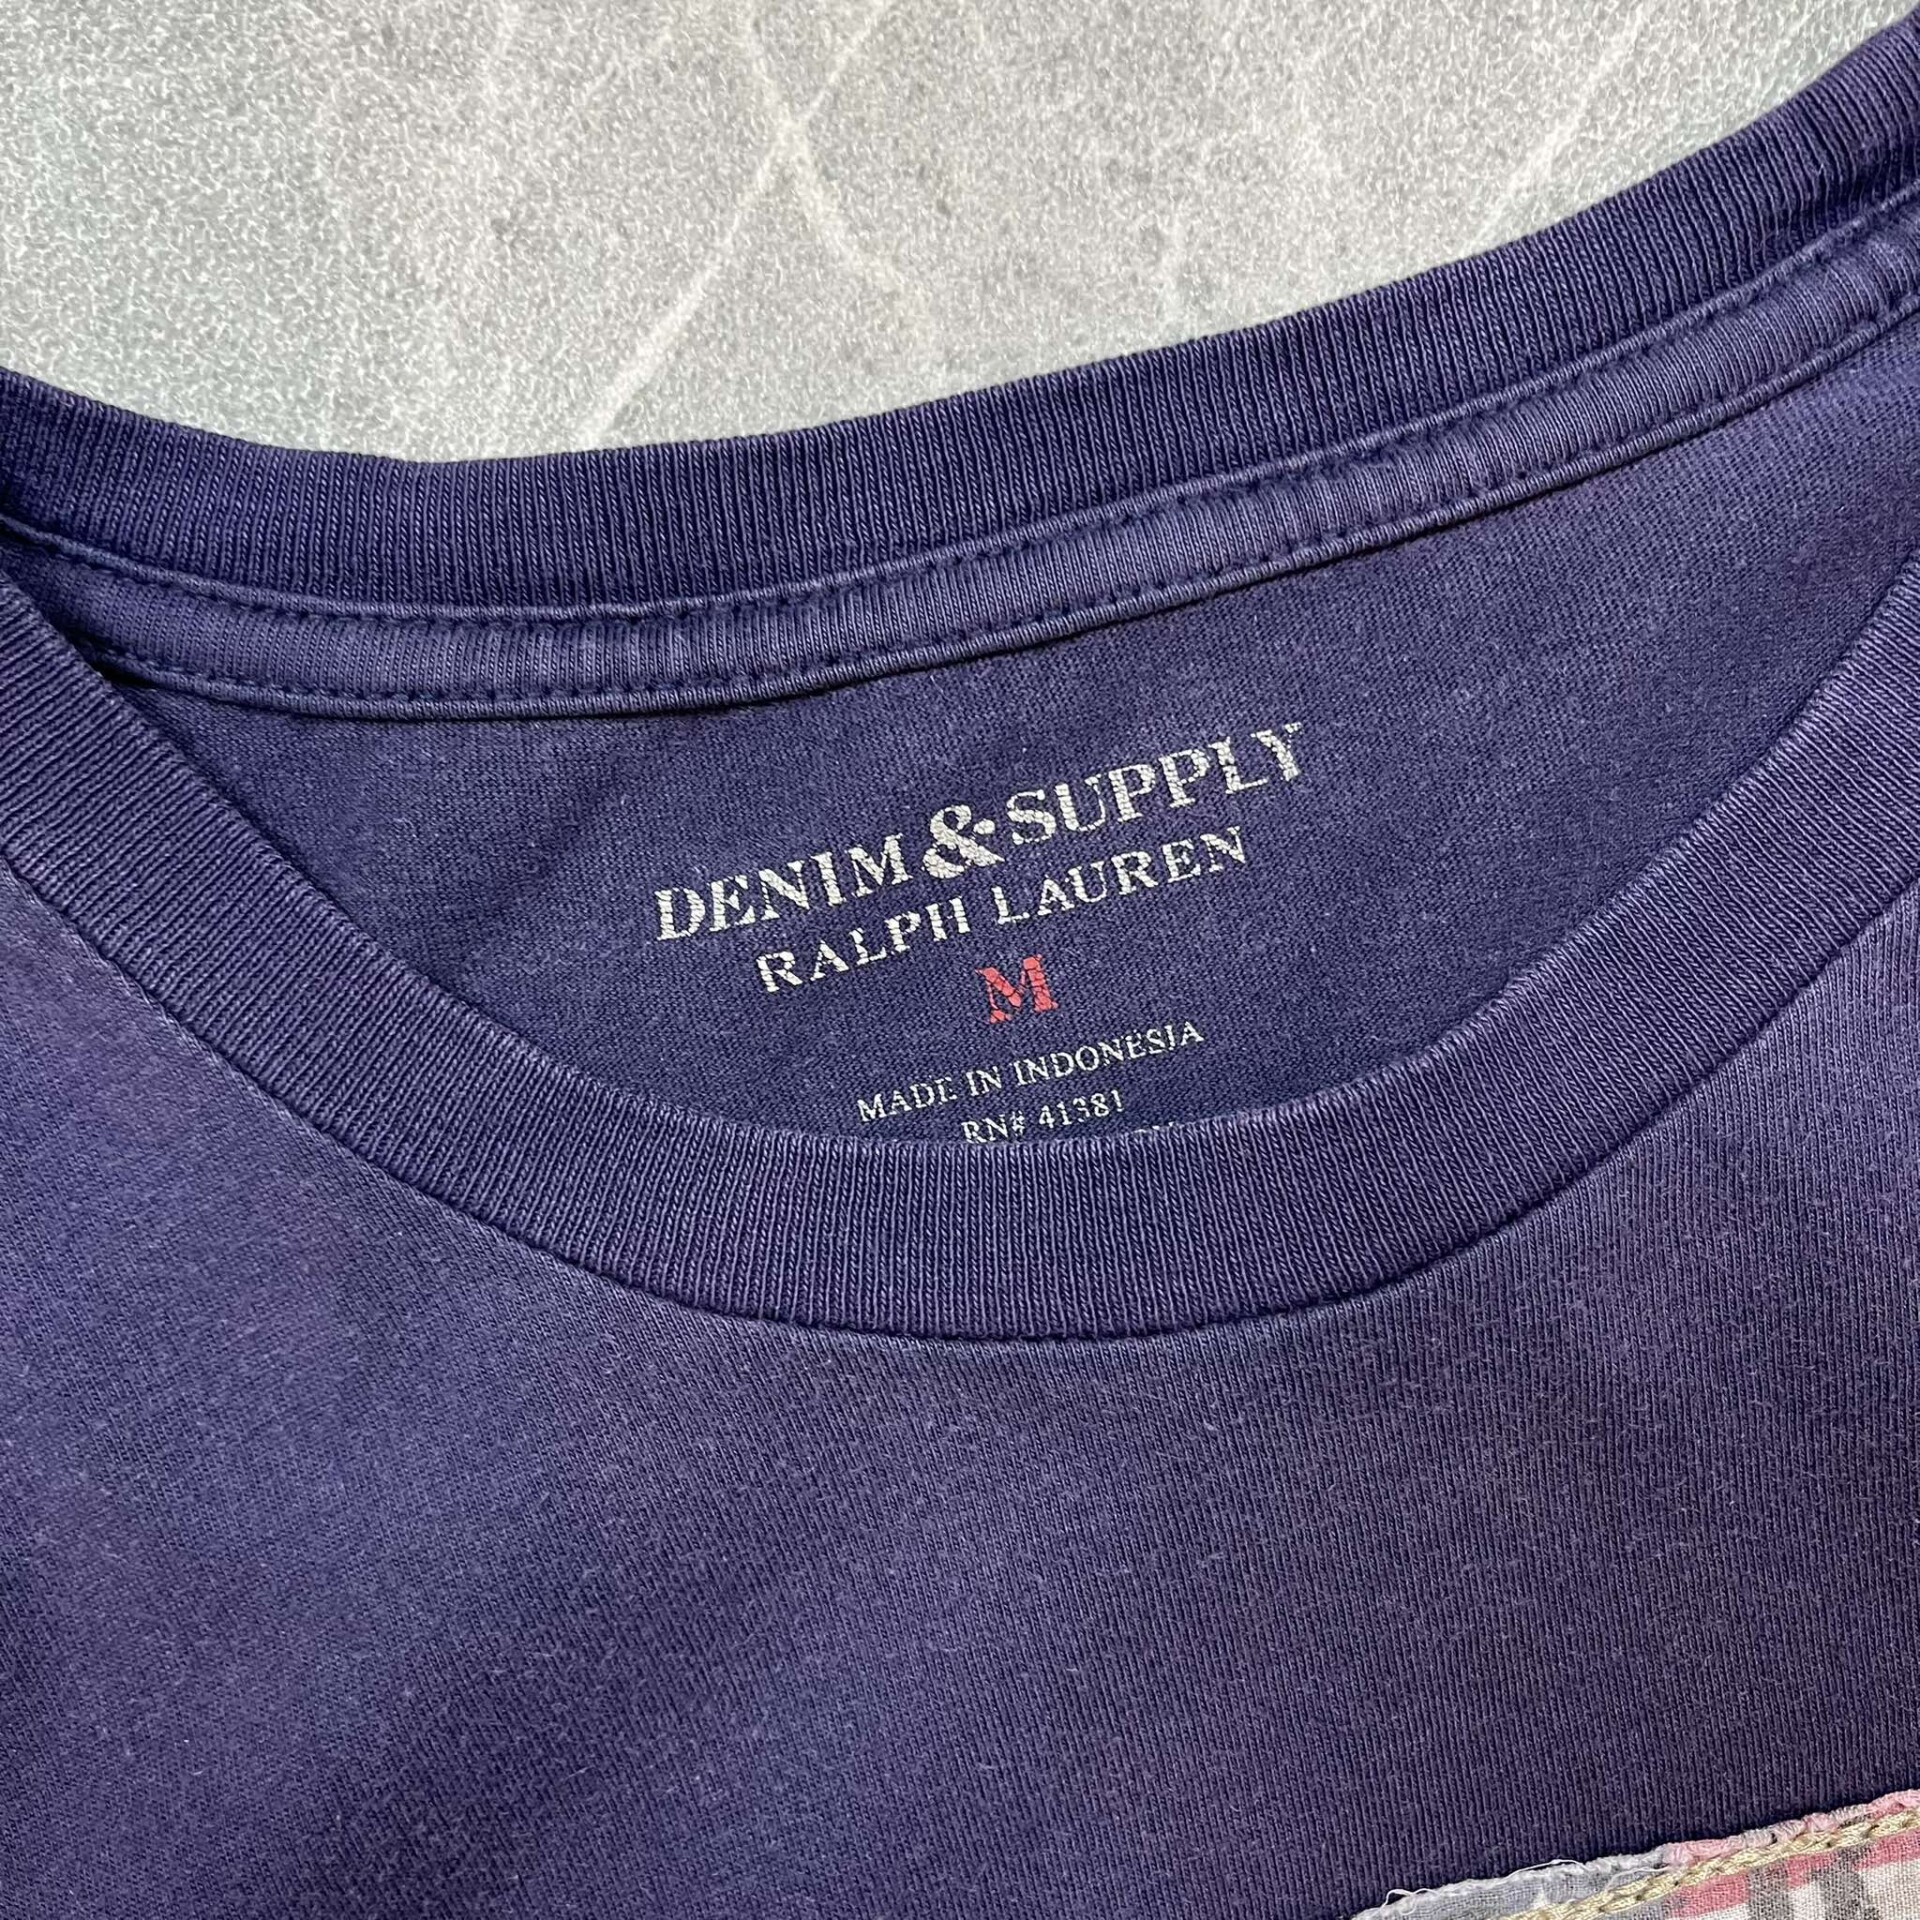 DENIM & SUPPLY
RALPH LAUREN
M
MADE IN INDONESIA
RN# 41381